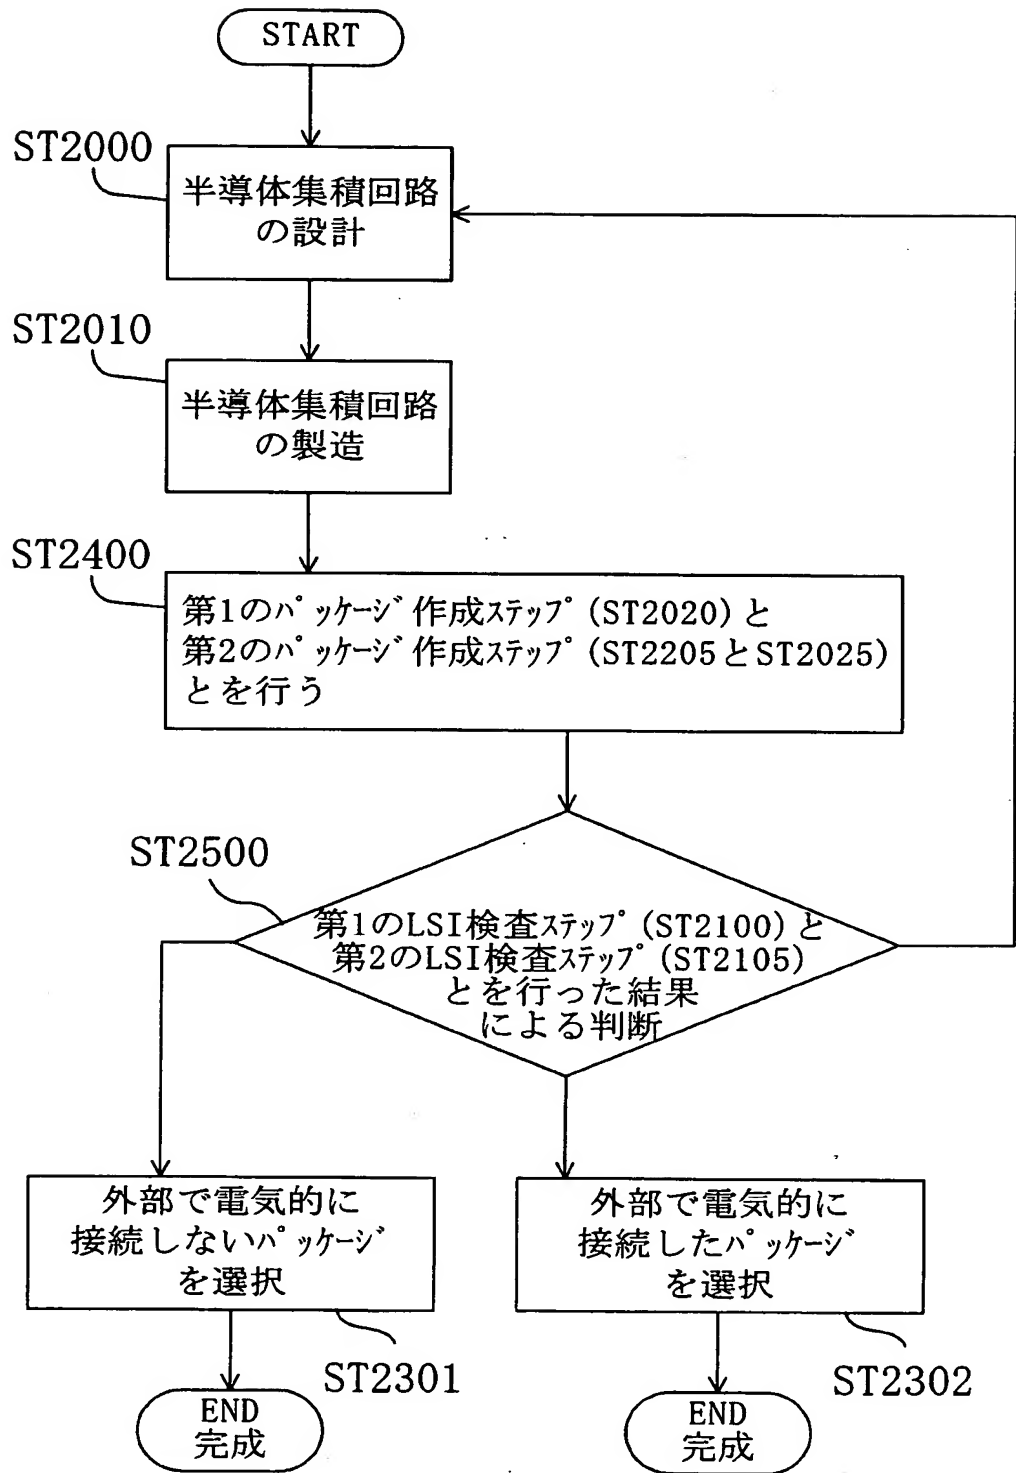 START
ST2000
半導体集積回路
の設計
ST2010
半導体集積回路
の製造
ST2400
第1のパッケージ作成ステップ(ST2020)と
第2のパッケージ作成ステップ(ST2205とST2025)
とを行う
ST2500
第1のLSI検査ステップ(ST2100)と
第2のLSI検査ステップ(ST2105)
とを行った結果
による判断
外部で電気的に
接続しないパッケージ
を選択
ST2301
END
完成
外部で電気的に
接続したパッケージ
を選択
ST2302
END
完成